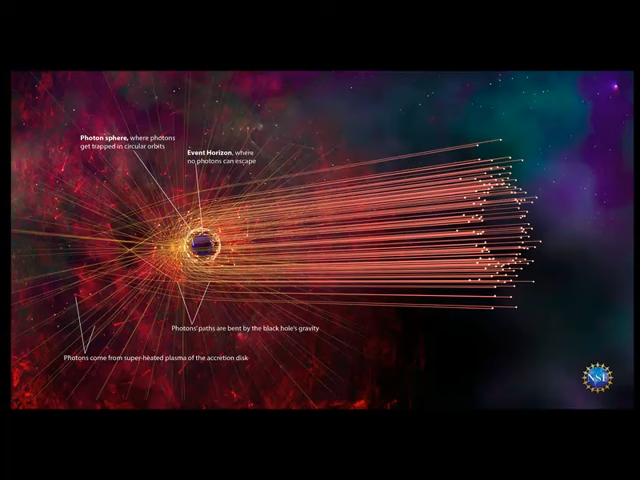 Photon sphere, where photons
get trapped in circular orbits
Event Horizon, where
no photons can escape
Photons' paths are bent by the black hole's gravity
Photons come from super-heated plasma of the accretion disk
NSF